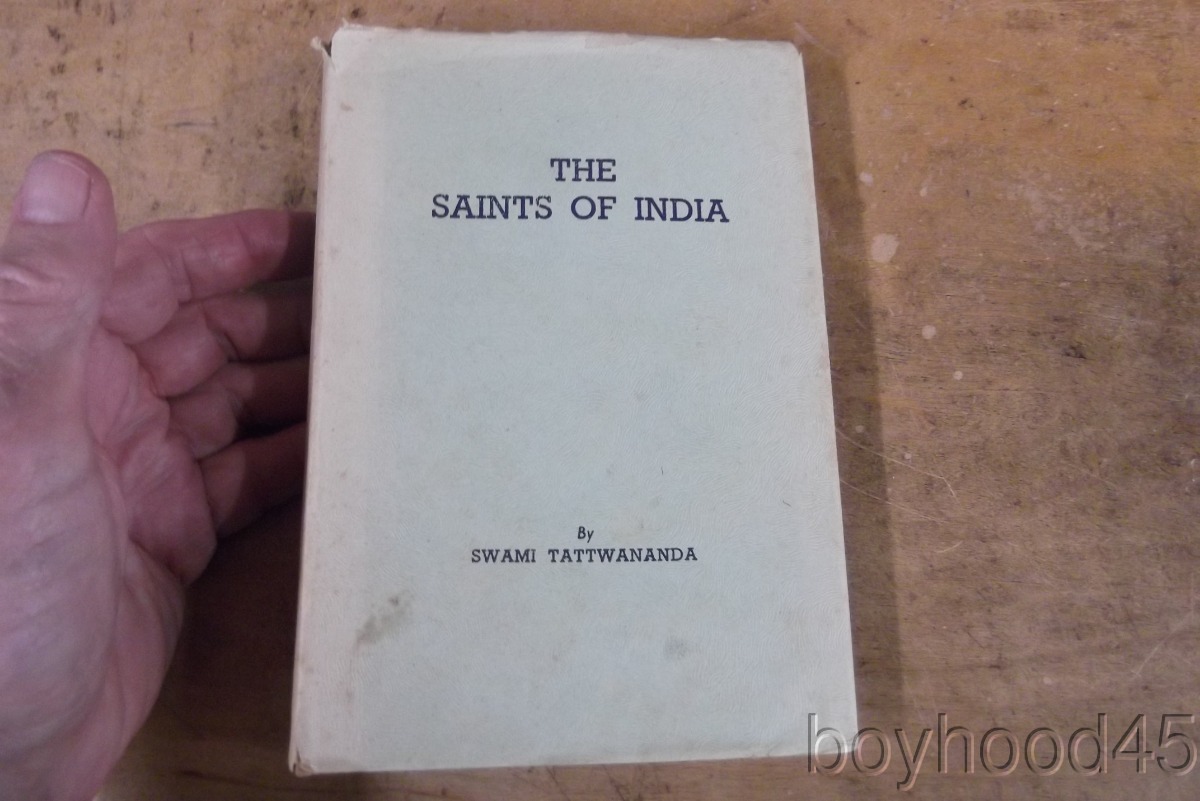 THE
SAINTS OF INDIA
By
SWAMI TATTWANANDA
boyhood45